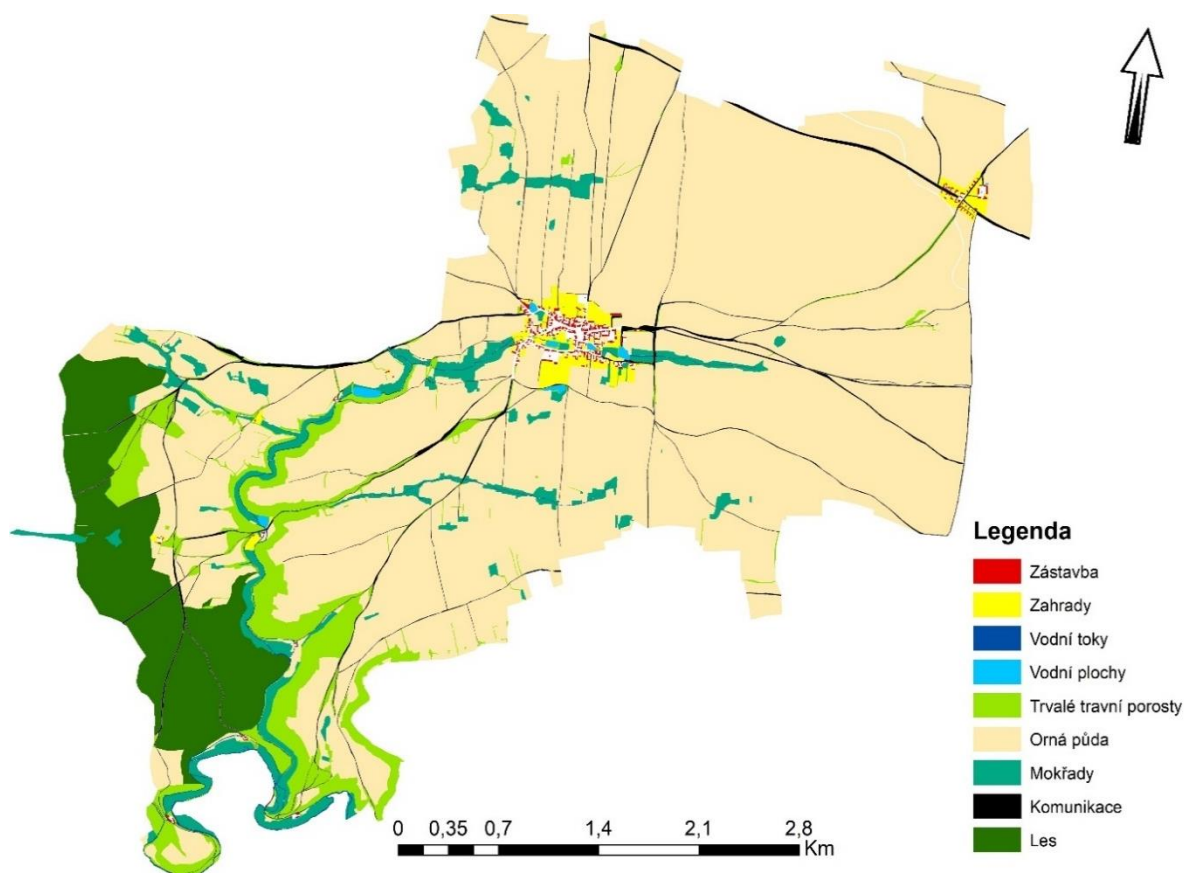 Legenda
Zástavba
Zahrady
Vodní toky
Vodní plochy
Trvalé travní porosty
Orná půda
Mokřady
Komunikace
Les
0 0,35 0,7 1,4 2,1 2,8
Km